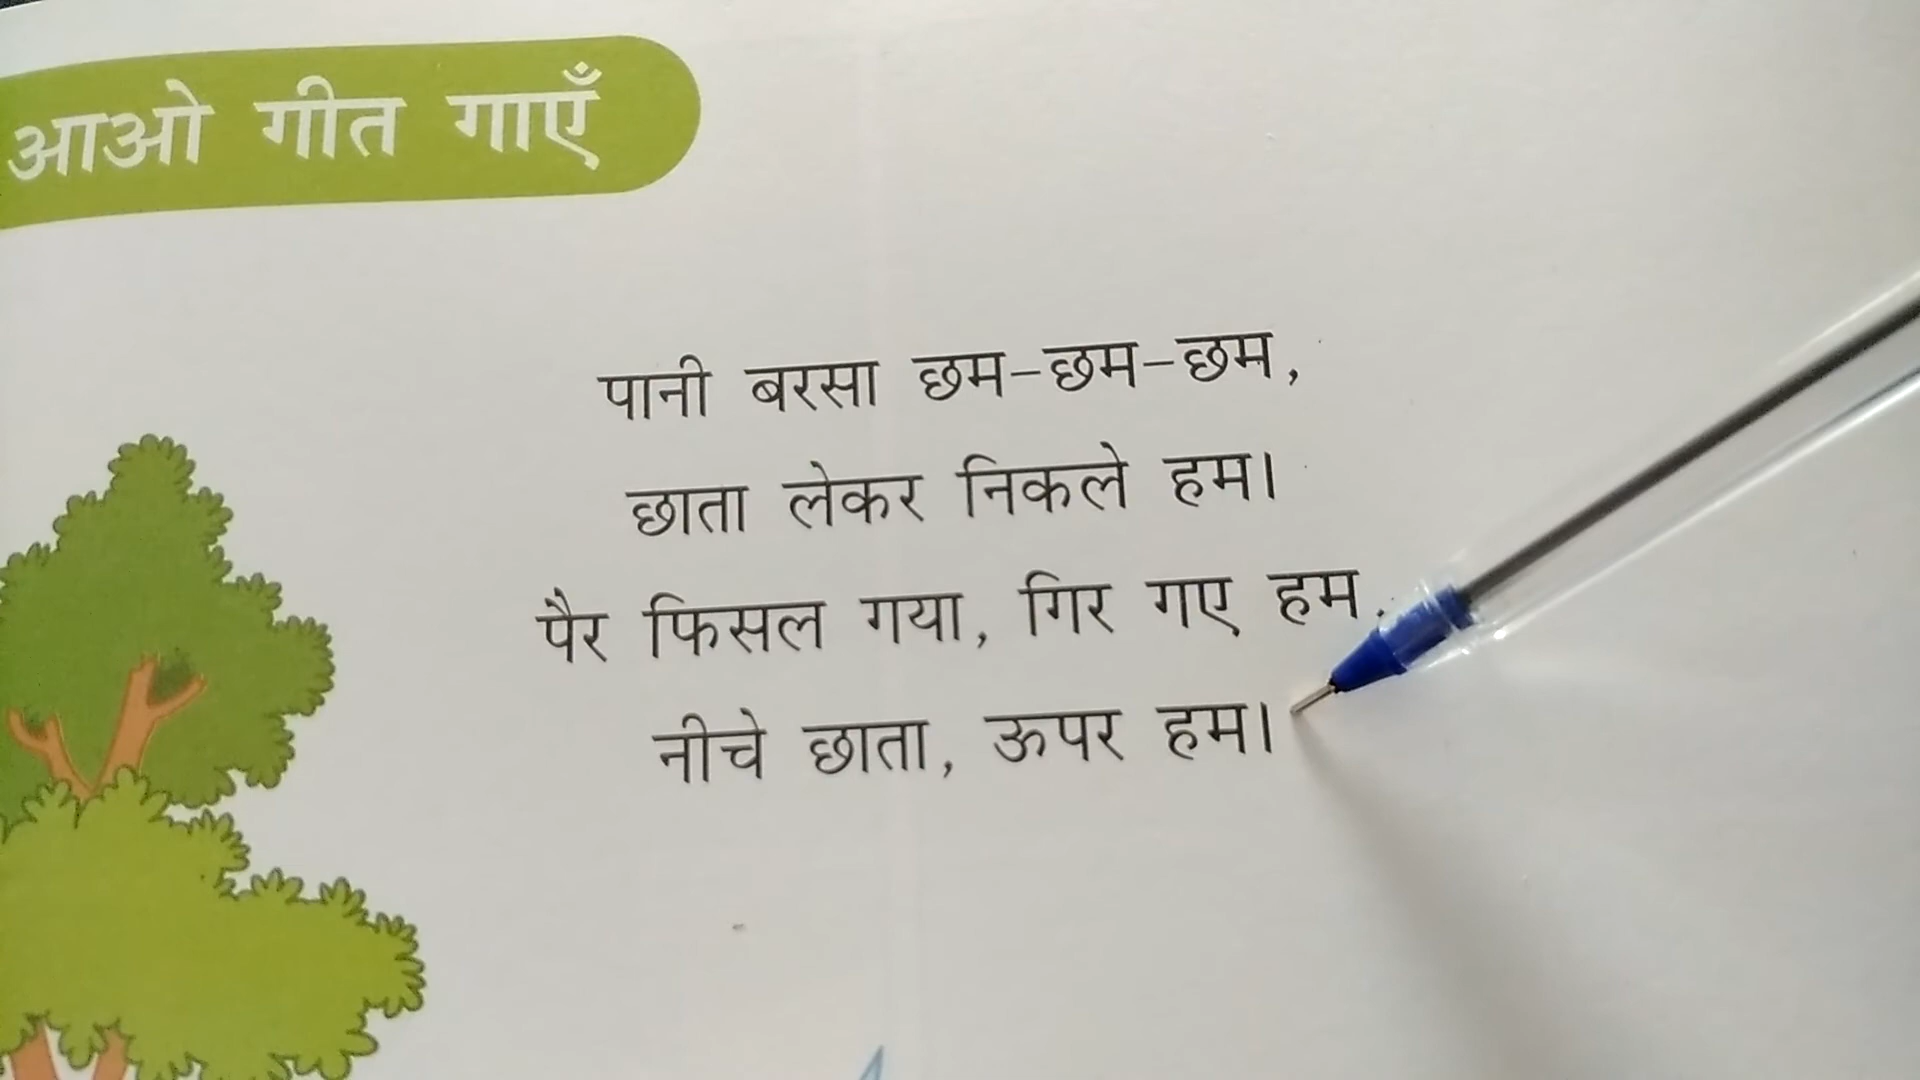 आओ गीत गाएँ
पानी बरसा छम-छम-छम,
छाता लेकर निकले हम।
पैर फिसल गया, गिर गए हम,
नीचे छाता, ऊपर हम।